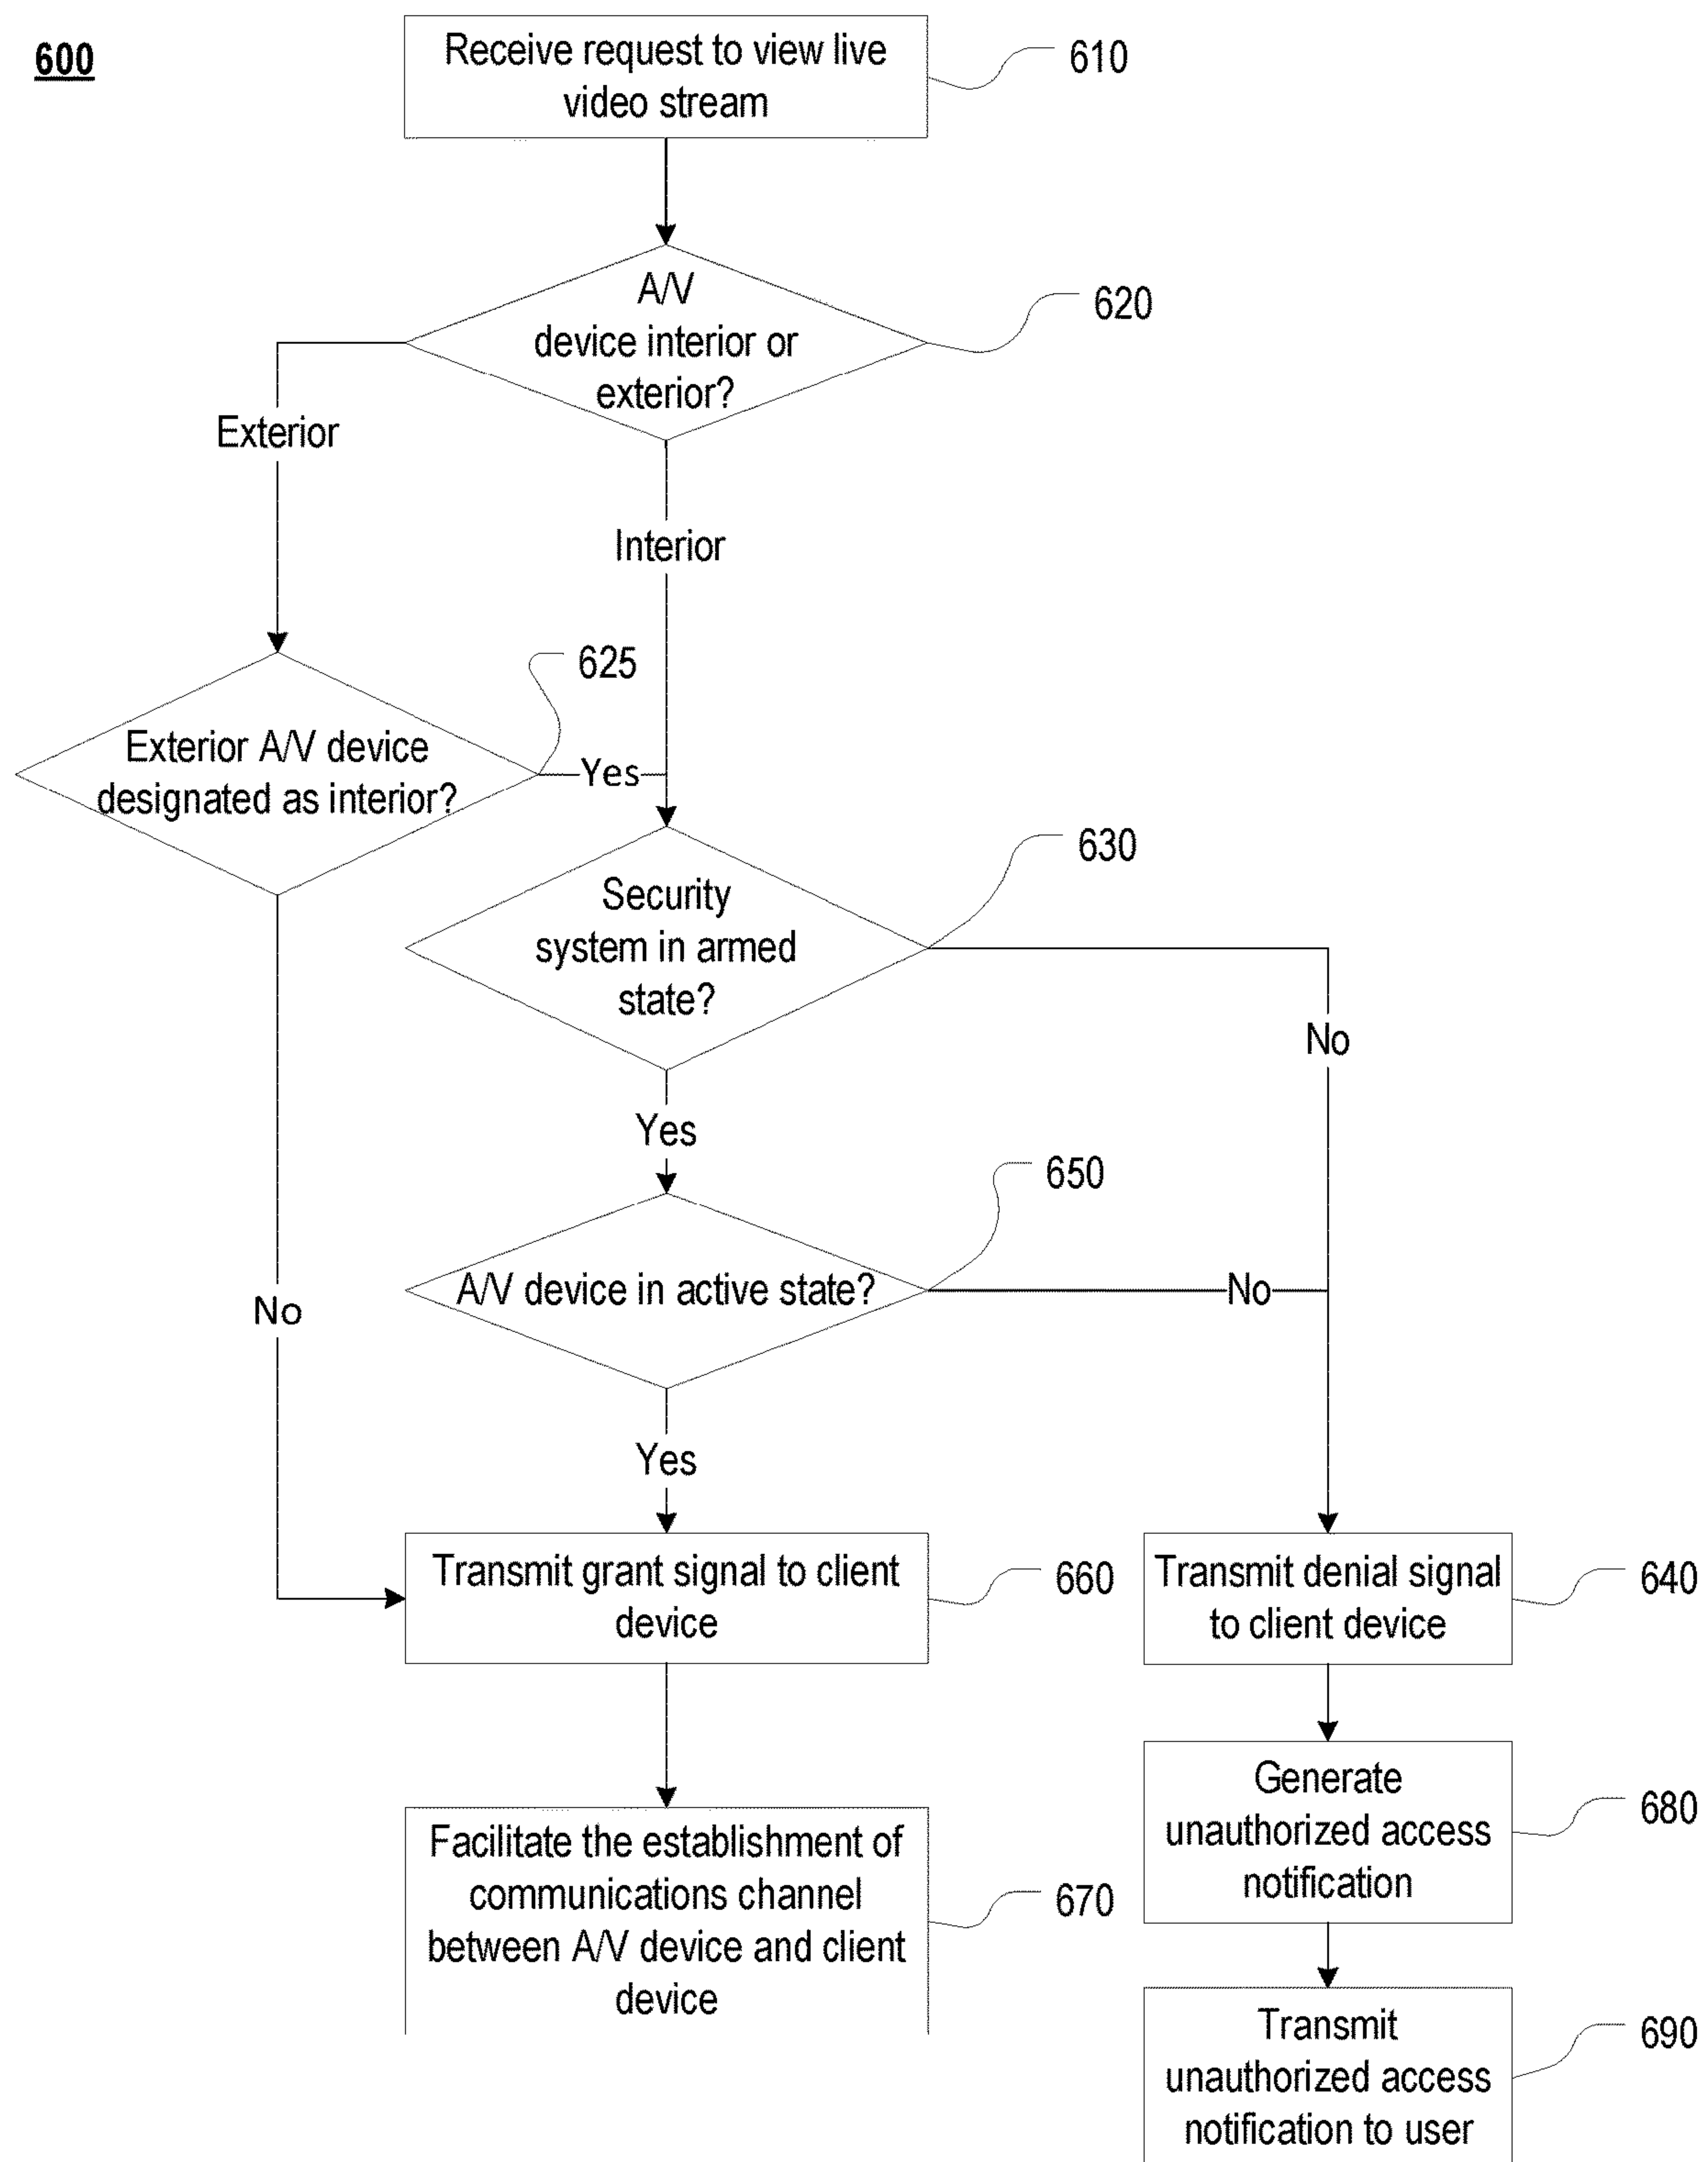 600
Receive request to view live
video stream
610
A/V
device interior or
exterior?
620
Exterior
Interior
625
Exterior A/V device
designated as interior?
Yes
630
Security
system in armed
state?
No
Yes
650
A/V device in active state?
No
No
Yes
Transmit grant signal to client
device
660
Transmit denial signal
to client device
640
Generate
unauthorized access
notification
680
Facilitate the establishment of
communications channel
between A/V device and client
device
670
Transmit
unauthorized access
notification to user
690